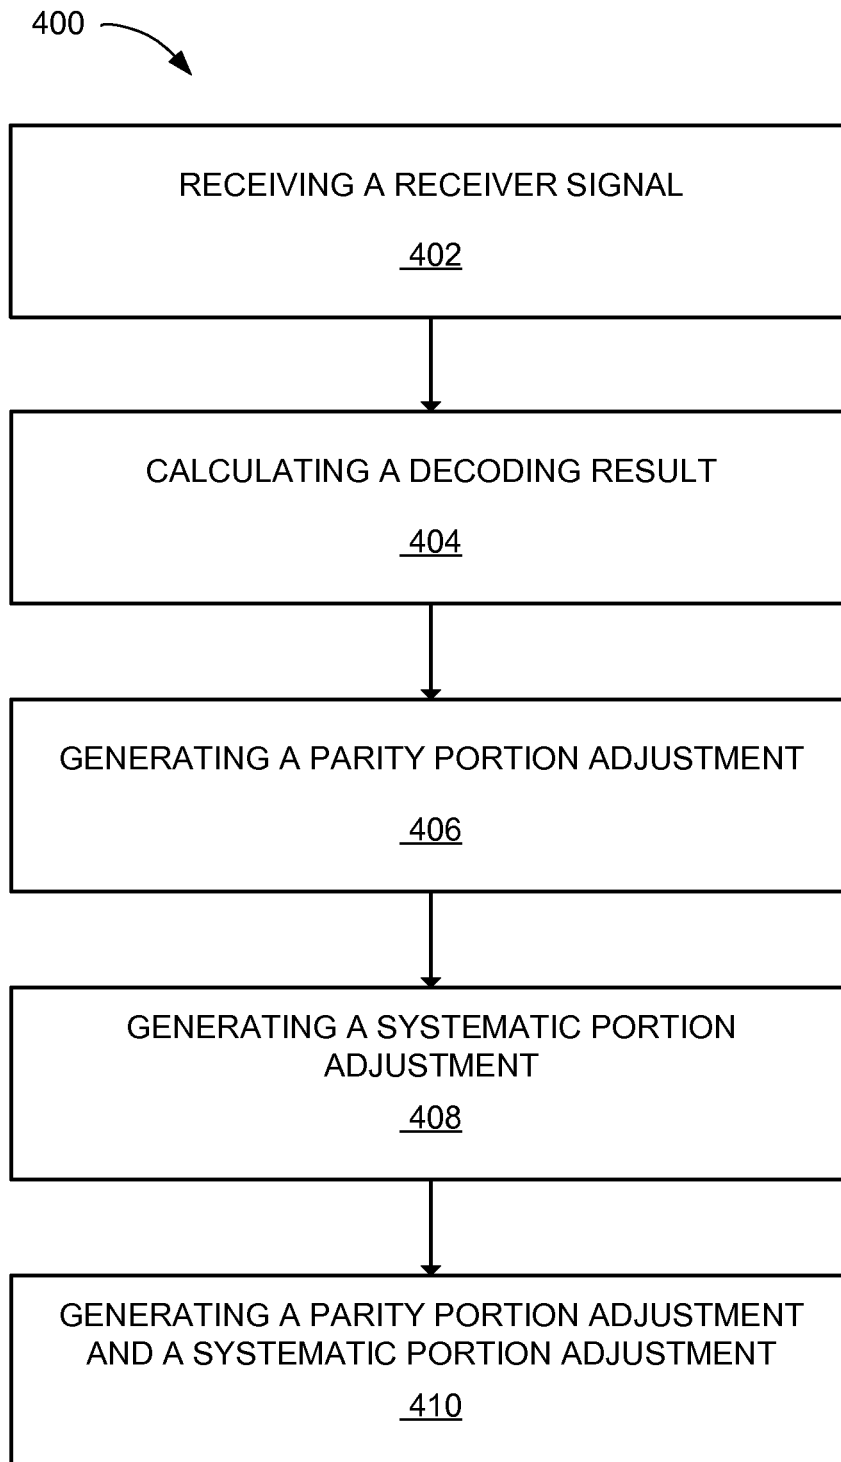 400
RECEIVING A RECEIVER SIGNAL
402
CALCULATING A DECODING RESULT
404
GENERATING A PARITY PORTION ADJUSTMENT
406
GENERATING A SYSTEMATIC PORTION
ADJUSTMENT
408
GENERATING A PARITY PORTION ADJUSTMENT
AND A SYSTEMATIC PORTION ADJUSTMENT
410